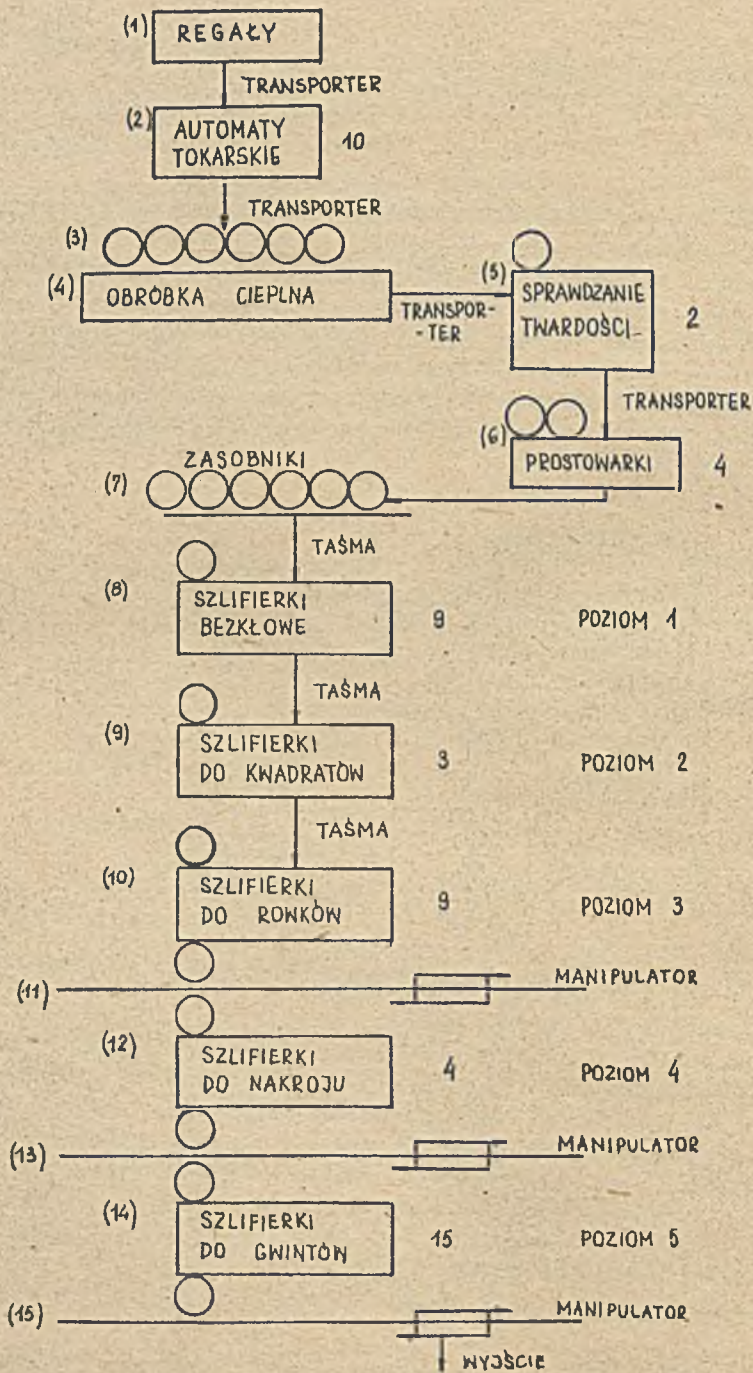 (1) REGAŁY
TRANSPORTER
(2) AUTOMATY
TOKARSKIE 10
TRANSPORTER
(3)
(4) OBRÓBKA CIEPLNA
TRANSPOR-
-TER
(5) SPRAWDZANIE
TWARDOŚCI 2
TRANSPORTER
(6) PROSTOWARKI 4
ZASOBNIKI
(7)
TAŚMA
(8) SZLIFIERKI
BEZKŁOWE 9 POZIOM 1
TAŚMA
(9) SZLIFIERKI
DO KWADRATÓW 3 POZIOM 2
TAŚMA
(10) SZLIFIERKI
DO ROWKÓW 9 POZIOM 3
(11) MANIPULATOR
(12) SZLIFIERKI
DO NAKROJU 4 POZIOM 4
(13) MANIPULATOR
(14) SZLIFIERKI
DO GWINTÓW 15 POZIOM 5
(15) MANIPULATOR
WYJŚCIE